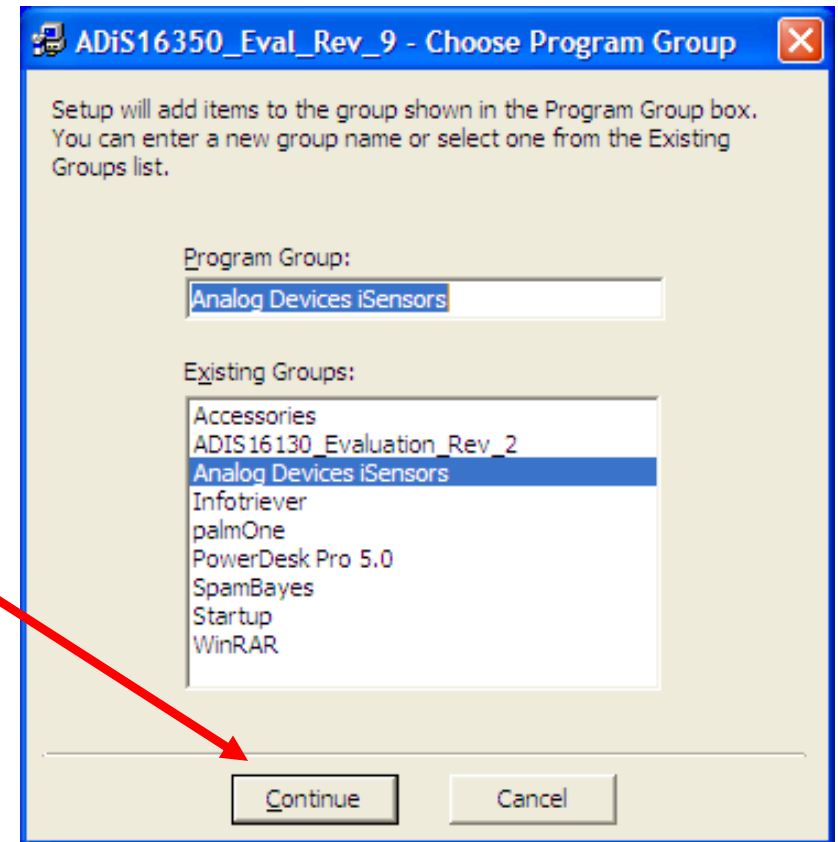 ADiS16350_Eval_Rev_9 - Choose Program Group
Setup will add items to the group shown in the Program Group box.
You can enter a new group name or select one from the Existing
Groups list.
Program Group:
Analog Devices iSensors
Existing Groups:
Accessories
ADIS16130_Evaluation_Rev_2
Analog Devices iSensors
Infotriever
palmOne
PowerDesk Pro 5.0
SpamBayes
Startup
WinRAR
Continue
Cancel